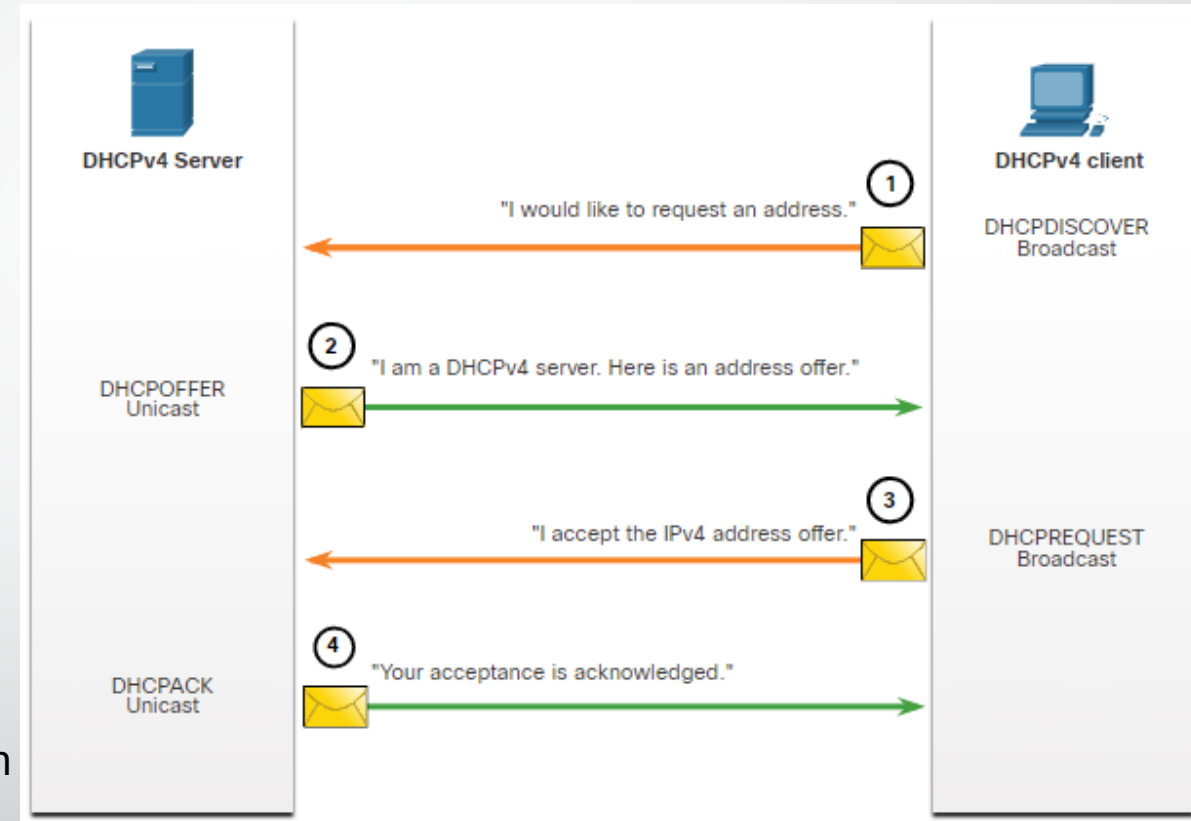 DHCPv4 Server
DHCPv4 client
1
"I would like to request an address."
DHCPDISCOVER
Broadcast
2
"I am a DHCPv4 server. Here is an address offer."
DHCPOFFER
Unicast
3
"I accept the IPv4 address offer."
DHCPREQUEST
Broadcast
4
"Your acceptance is acknowledged."
DHCPACK
Unicast
n